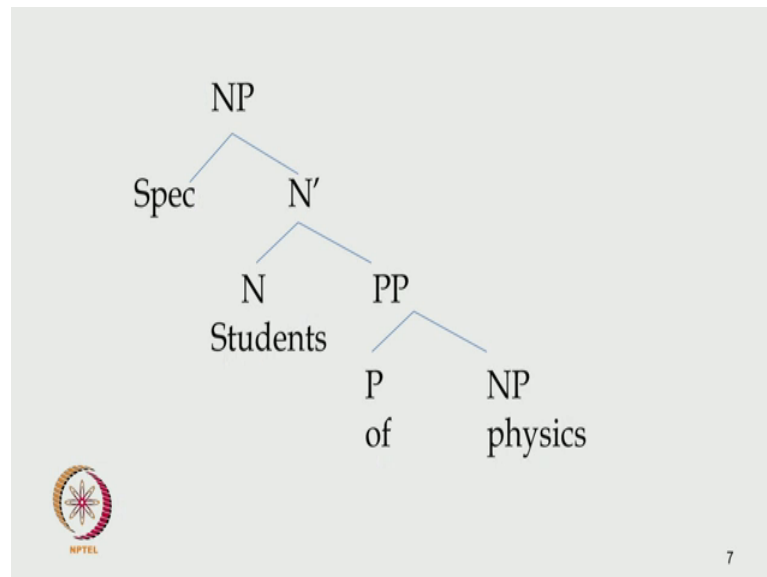 NP
Spec N′
N PP
Students
P NP
of physics
NPTEL
7